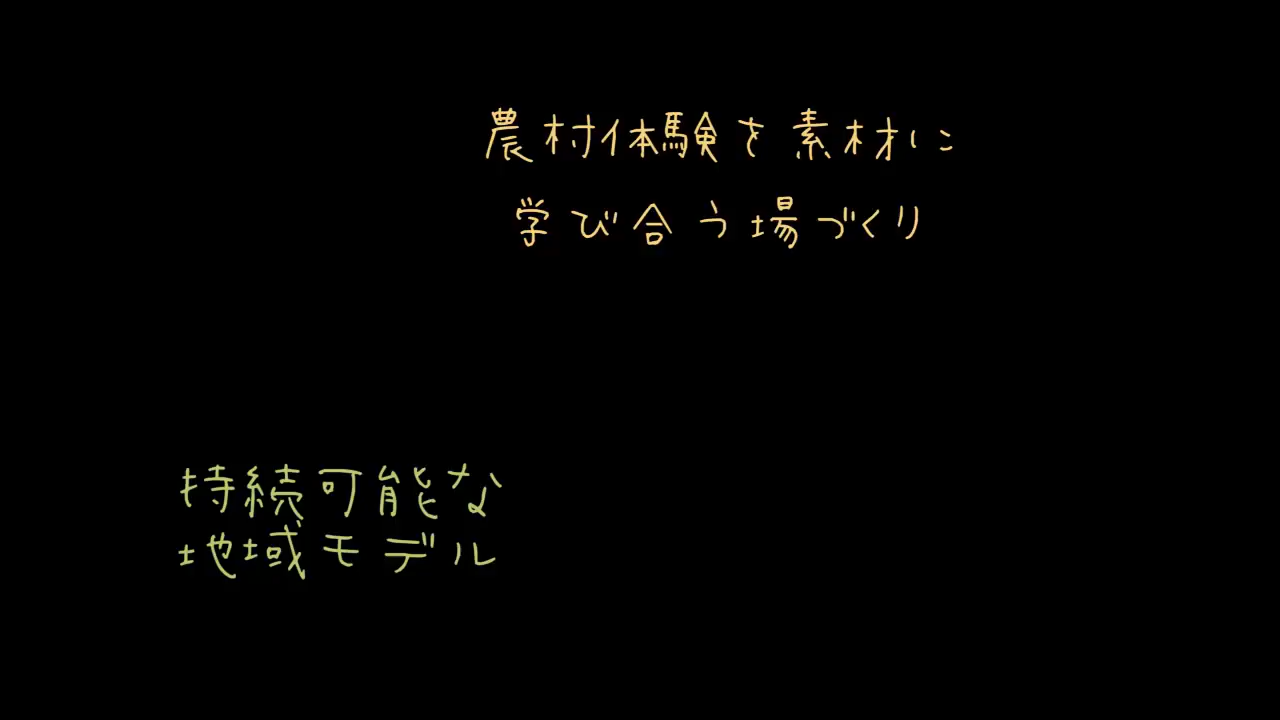 農村体験を素材に
学び合う場づくり
持続可能な
地域モデル